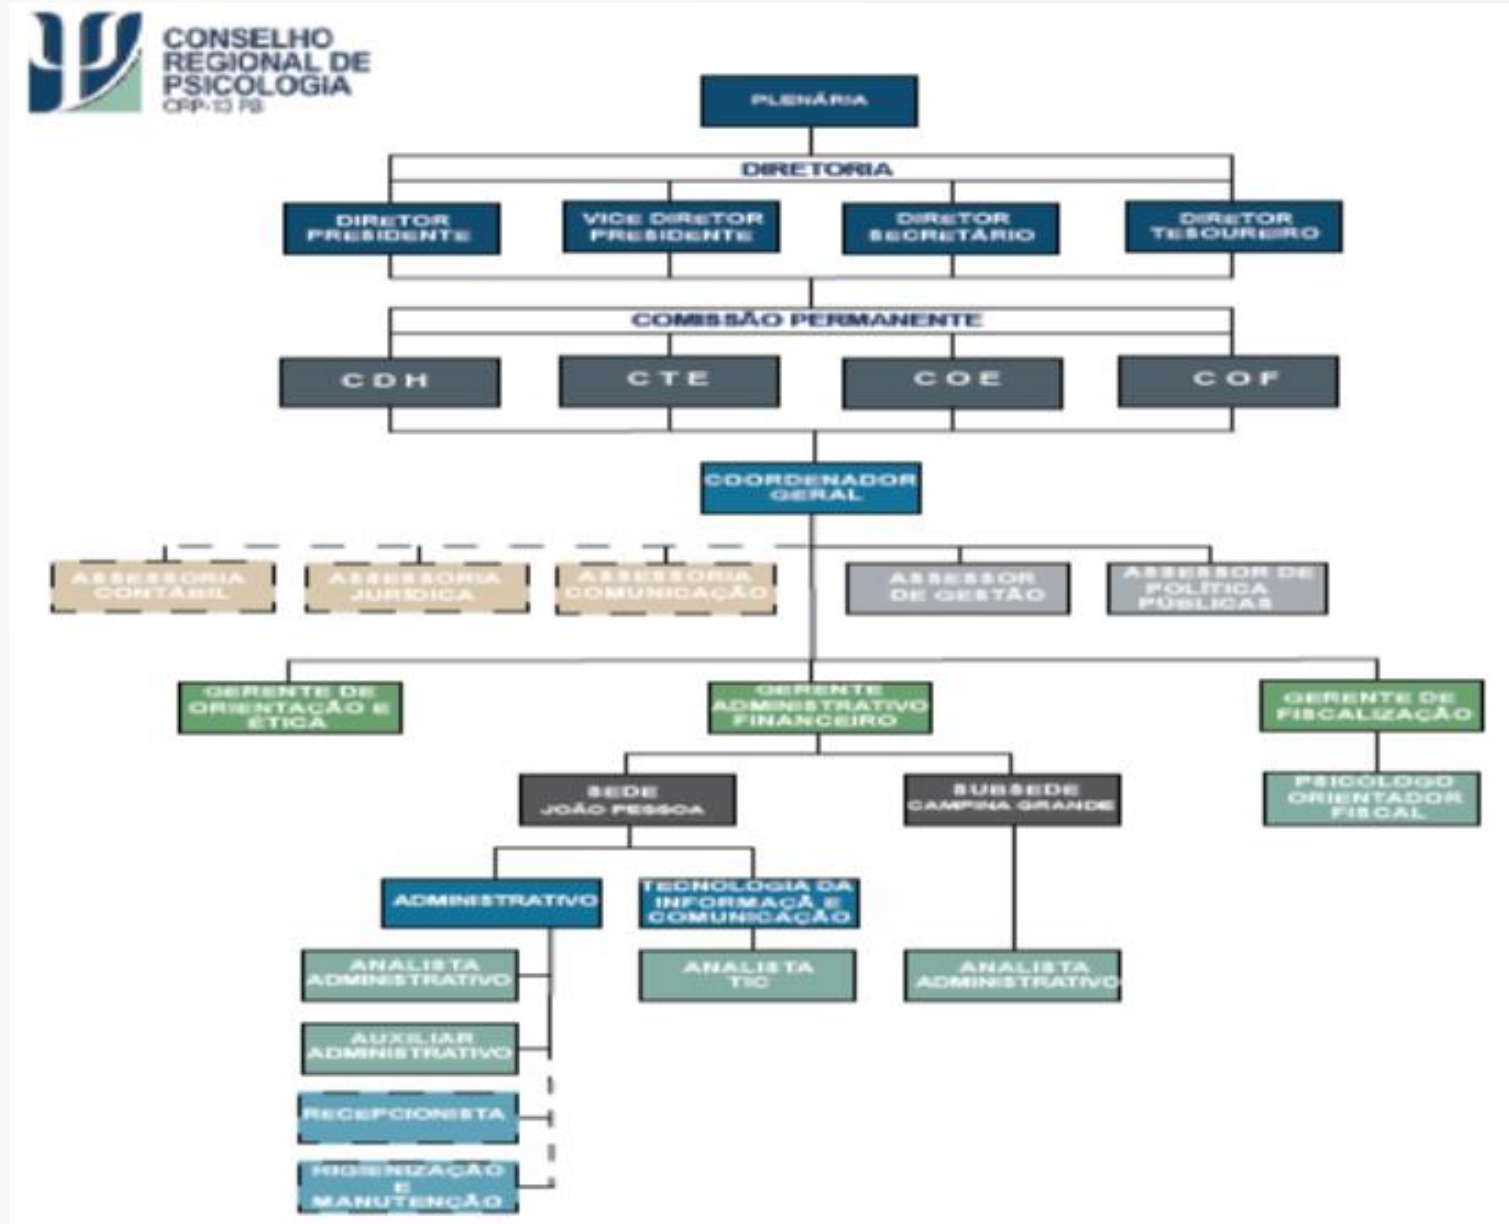 CONSELHO
REGIONAL DE
PSICOLOGIA
CRP-13 PB
PLENÁRIA
DIRETORIA
DIRETOR
PRESIDENTE
VICE DIRETOR
PRESIDENTE
DIRETOR
SECRETÁRIO
DIRETOR
TESOUREIRO
COMISSÃO PERMANENTE
CDH
CTE
COE
COF
COORDENADOR
GERAL
ASSESSORIA
CONTÁBIL
ASSESSORIA
JURÍDICA
ASSESSORIA
COMUNICAÇÃO
ASSESSOR
DE GESTÃO
ASSESSOR DE
POLÍTICA
PÚBLICAS
GERENTE DE
ORIENTAÇÃO E
ÉTICA
GERENTE
ADMINISTRATIVO
FINANCEIRO
GERENTE DE
FISCALIZAÇÃO
SEDE
JOÃO PESSOA
SUBSEDE
CAMPINA GRANDE
PSICÓLOGO
ORIENTADOR
FISCAL
ADMINISTRATIVO
TECNOLOGIA DA
INFORMAÇÃ E
COMUNICAÇÃO
ANALISTA
ADMINISTRATIVO
ANALISTA
TIC
ANALISTA
ADMINISTRATIVO
AUXILIAR
ADMINISTRATIVO
RECEPCIONISTA
HIGIENIZAÇÃO
E
MANUTENÇÃO